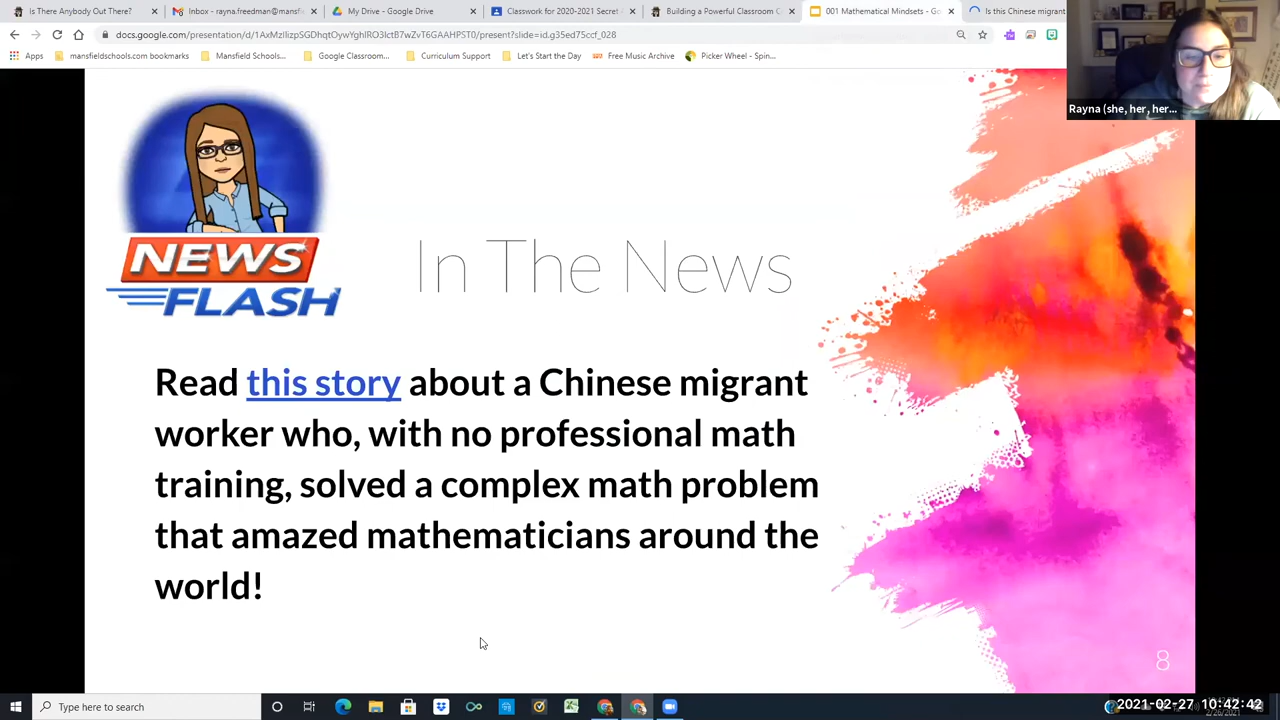 Is There Anybody Out There?
Inbox - rayna.freedman@mansf
My Drive - Google Drive
Classwork for 2020-2021 Secret
Building a Powerful Classroom C
001 Mathematical Mindsets - Go
Is this Chinese migrant
docs.google.com/presentation/d/1AxMzIIizpSGDhqtOywYghIRO3IctB7WZvT6GAAHPST0/present?slide=id.g35ed75ccf_028
Apps
mansfieldschools.com bookmarks
Mansfield Schools...
Google Classroom...
Curriculum Support
Let's Start the Day
Free Music Archive
Picker Wheel - Spin...
Rayna (she, her, her...
NEWS
FLASH
In The News
Read this story about a Chinese migrant
worker who, with no professional math
training, solved a complex math problem
that amazed mathematicians around the
world!
8
Type here to search
2021-02-27 10:42:42